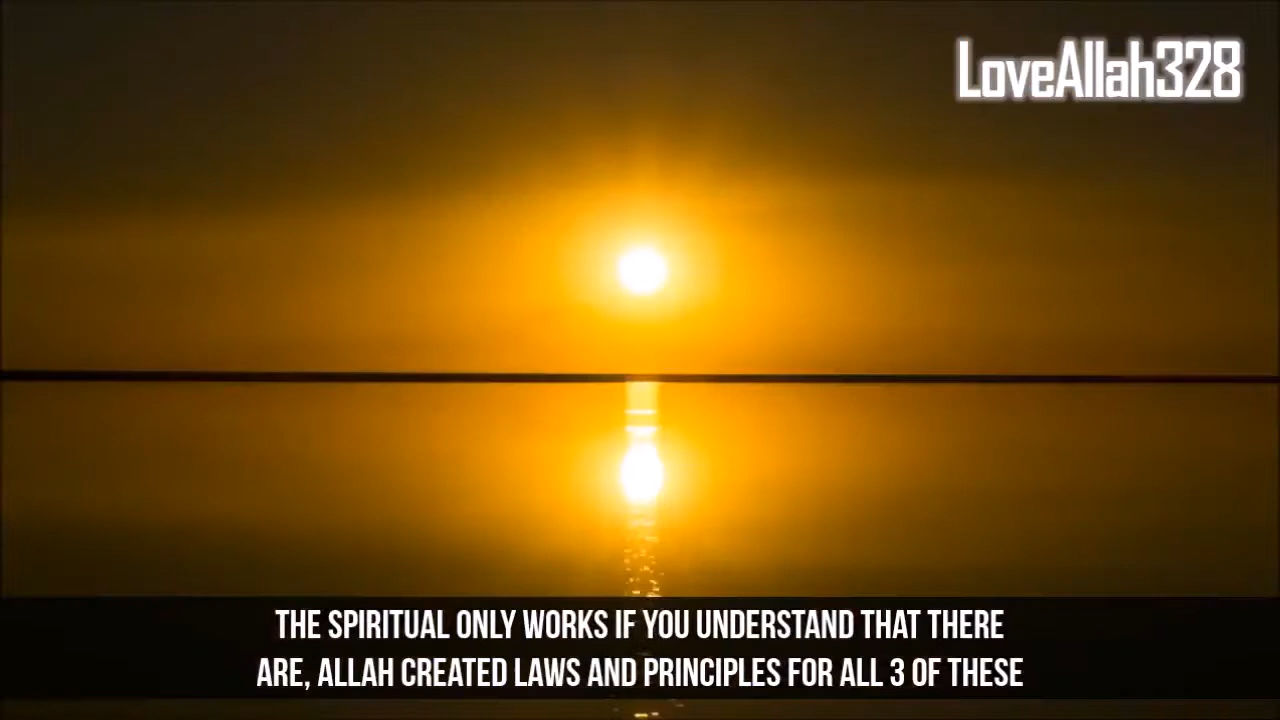 LoveAllah328
THE SPIRITUAL ONLY WORKS IF YOU UNDERSTAND THAT THERE
ARE, ALLAH CREATED LAWS AND PRINCIPLES FOR ALL 3 OF THESE